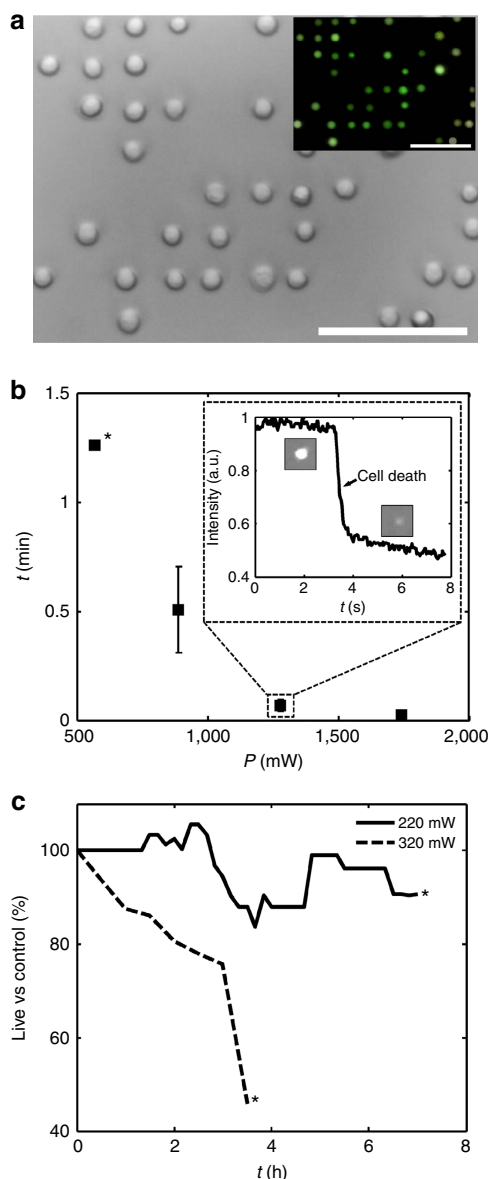 a
b
1.5
1
0.5
0
t (min)
*
1
0.8
0.6
0.4
Intensity (a.u.)
Cell death
0 2 4 6 8
t (s)
500 1,000 1,500 2,000
P (mW)
c
100
80
60
40
Live vs control (%)
220 mW
320 mW
*
*
0 2 4 6 8
t (h)